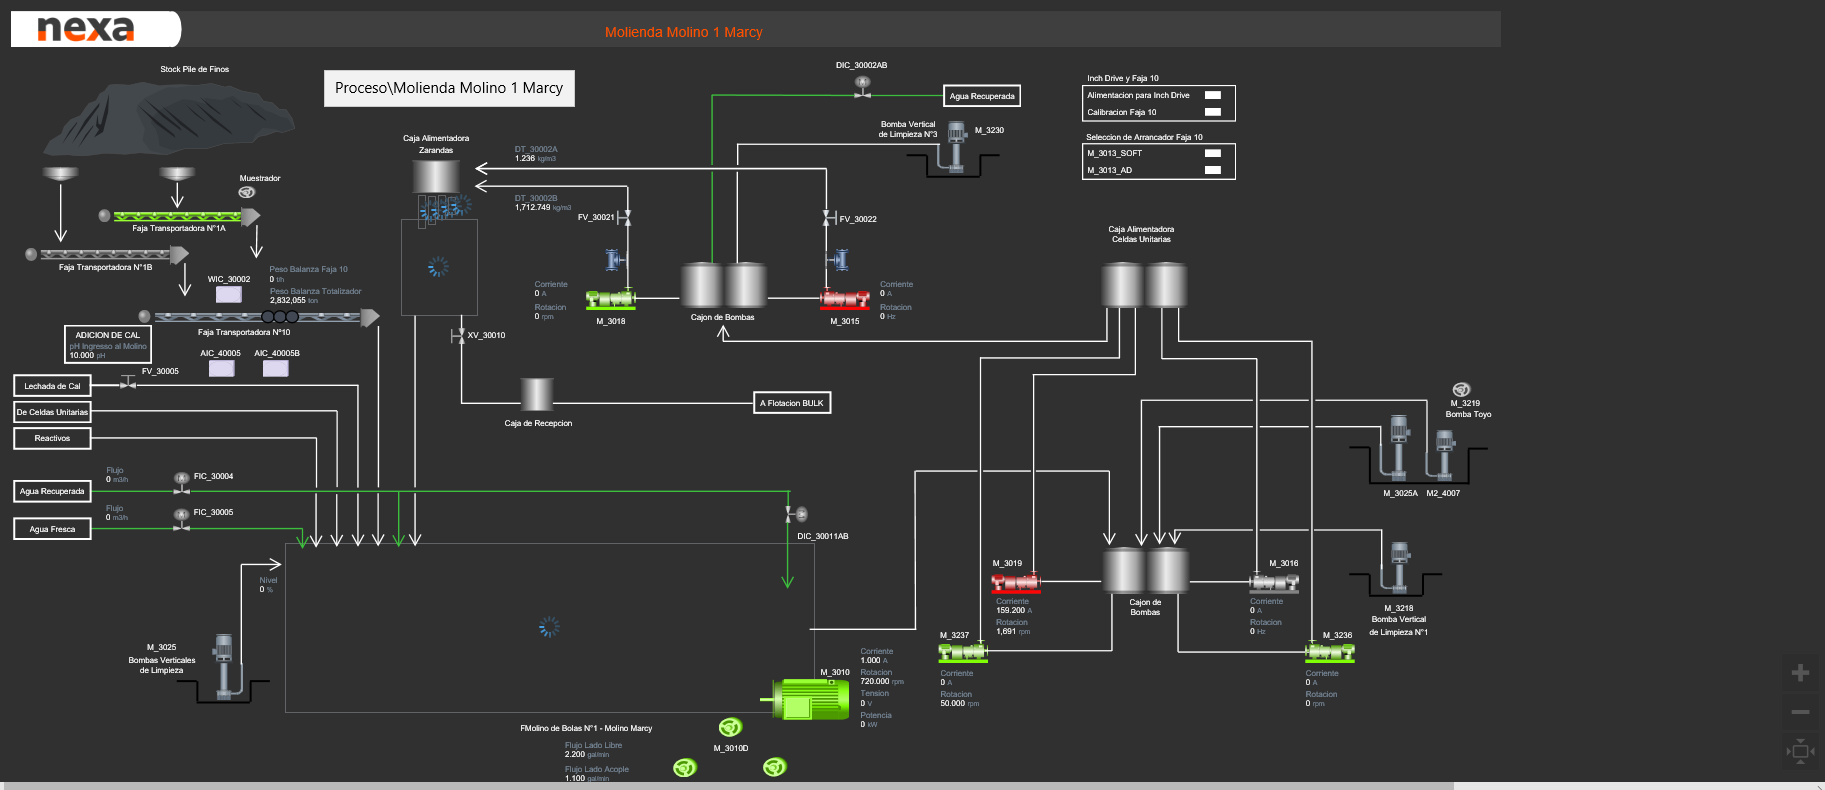 nexa
Molienda Molino 1 Marcy
Proceso\Molienda Molino 1 Marcy
Stock Pile de Finos
Muestrador
Faja Transportadora N°1A
Faja Transportadora N°1B
WIC_30002
Peso Balanza Faja 10
0 t/h
Peso Balanza Totalizador
2,832,055 ton
Faja Transportadora N°10
ADICION DE CAL
pH Ingreso al Molino
10.000 pH
AIC_40005
AIC_40005B
FV_30005
Lechada de Cal
De Celdas Unitarias
Reactivos
Agua Recuperada
Flujo
0 m3/h
FIC_30004
Agua Fresca
Flujo
0 m3/h
FIC_30005
Nivel
0 %
M_3025
Bombas Verticales
de Limpieza
Caja Alimentadora
Zarandas
DT_30002A
1.236 kg/m3
DT_30002B
1,712.749 kg/m3
FV_30021
FV_30022
XV_30010
Caja de Recepcion
A Flotacion BULK
Corriente
0 A
Rotacion
0 rpm
M_3018
Cajon de Bombas
M_3015
Corriente
0 A
Rotacion
0 Hz
DIC_30002AB
Agua Recuperada
Bomba Vertical
de Limpieza N°3
M_3230
Inch Drive y Faja 10
Alimentacion para Inch Drive
Calibracion Faja 10
Seleccion de Arrancador Faja 10
M_3013_SOFT
M_3013_AD
Caja Alimentadora
Celdas Unitarias
M_3219
Bomba Toyo
M_3025A
M2_4007
DIC_30011AB
M_3019
Corriente
159.200 A
Rotacion
1,691 rpm
Cajon de
Bombas
M_3016
Corriente
0 A
Rotacion
0 Hz
M_3218
Bomba Vertical
de Limpieza N°1
M_3237
Corriente
0 A
Rotacion
50.000 rpm
M_3236
Corriente
0 A
Rotacion
0 rpm
M_3010
Corriente
1.000 A
Rotacion
720.000 rpm
Tension
0 V
Potencia
0 kW
FMolino de Bolas N°1 - Molino Marcy
M_3010D
Flujo Lado Libre
2.200 gal/min
Flujo Lado Acople
1.100 gal/min